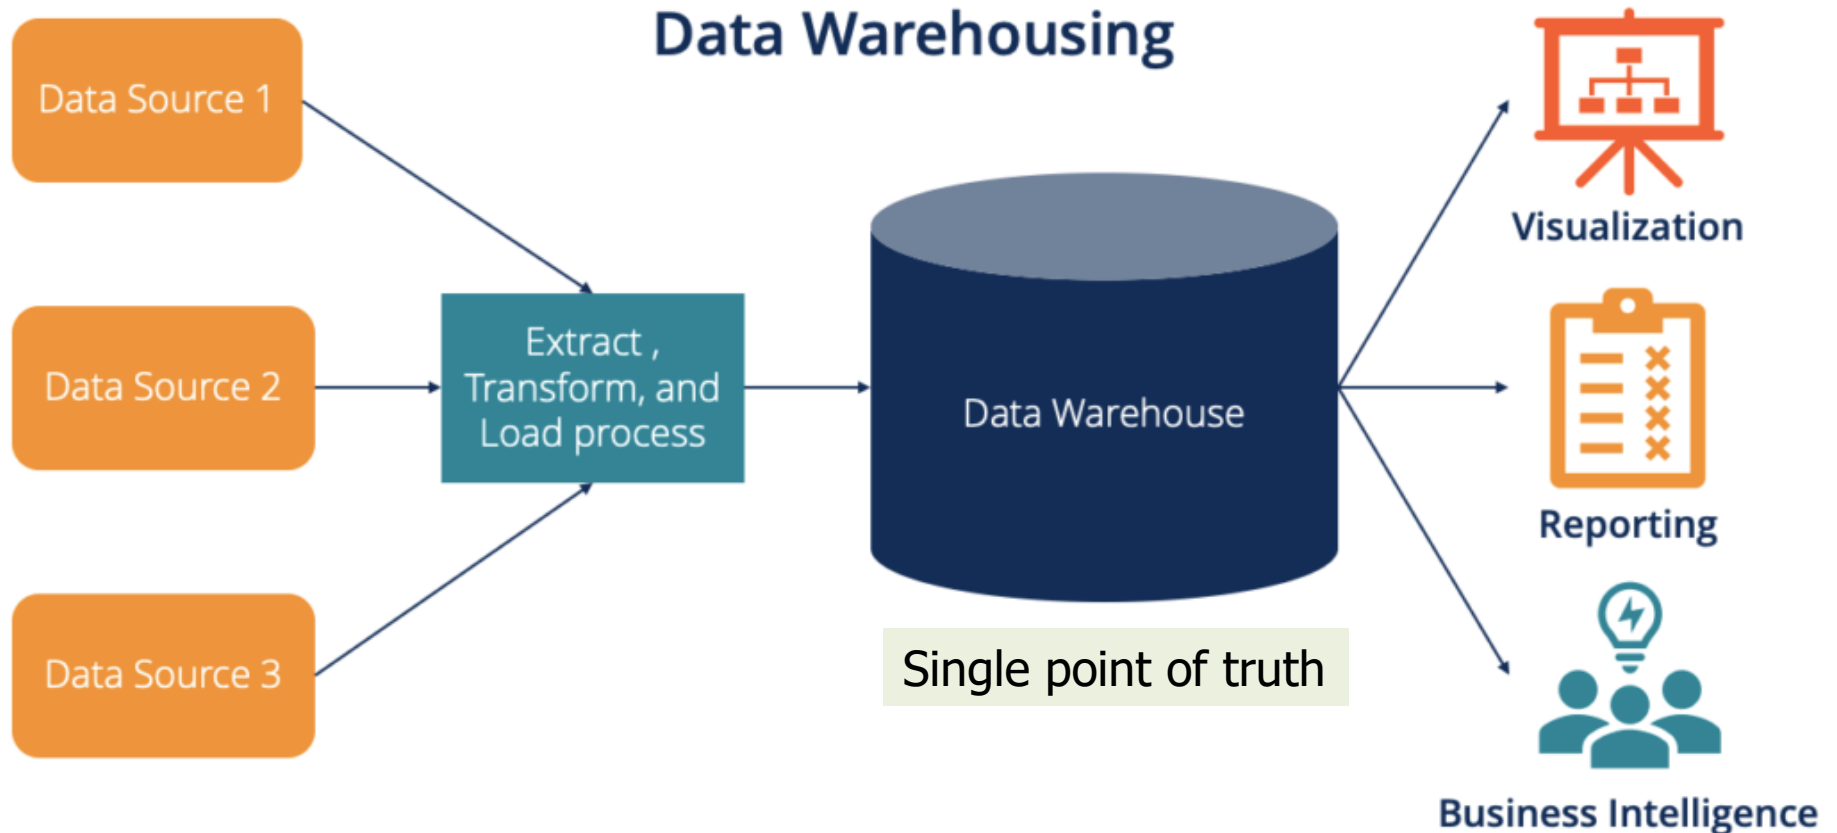 Data Warehousing
Data Source 1
Data Source 2
Data Source 3
Extract ,
Transform, and
Load process
Data Warehouse
Single point of truth
Visualization
Reporting
Business Intelligence